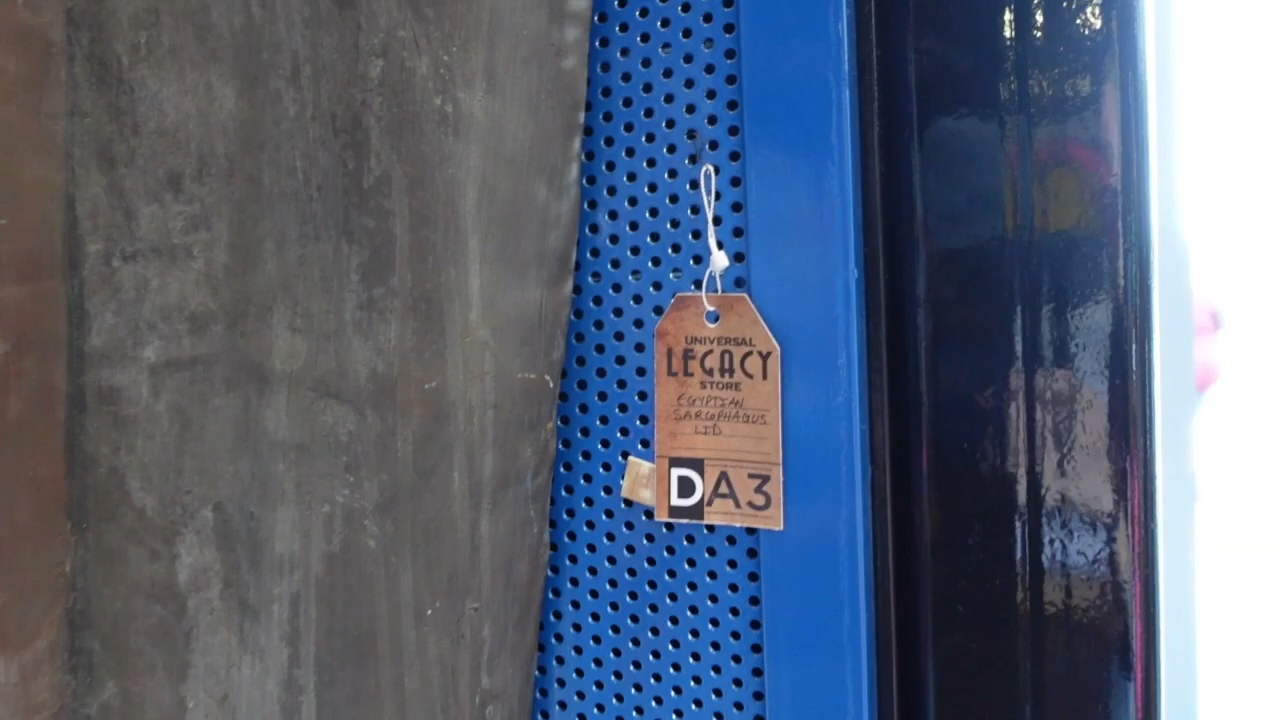 UNIVERSAL
LEGACY
STORE
EGYPTIAN
SARCOPHAGUS
LID
DA3